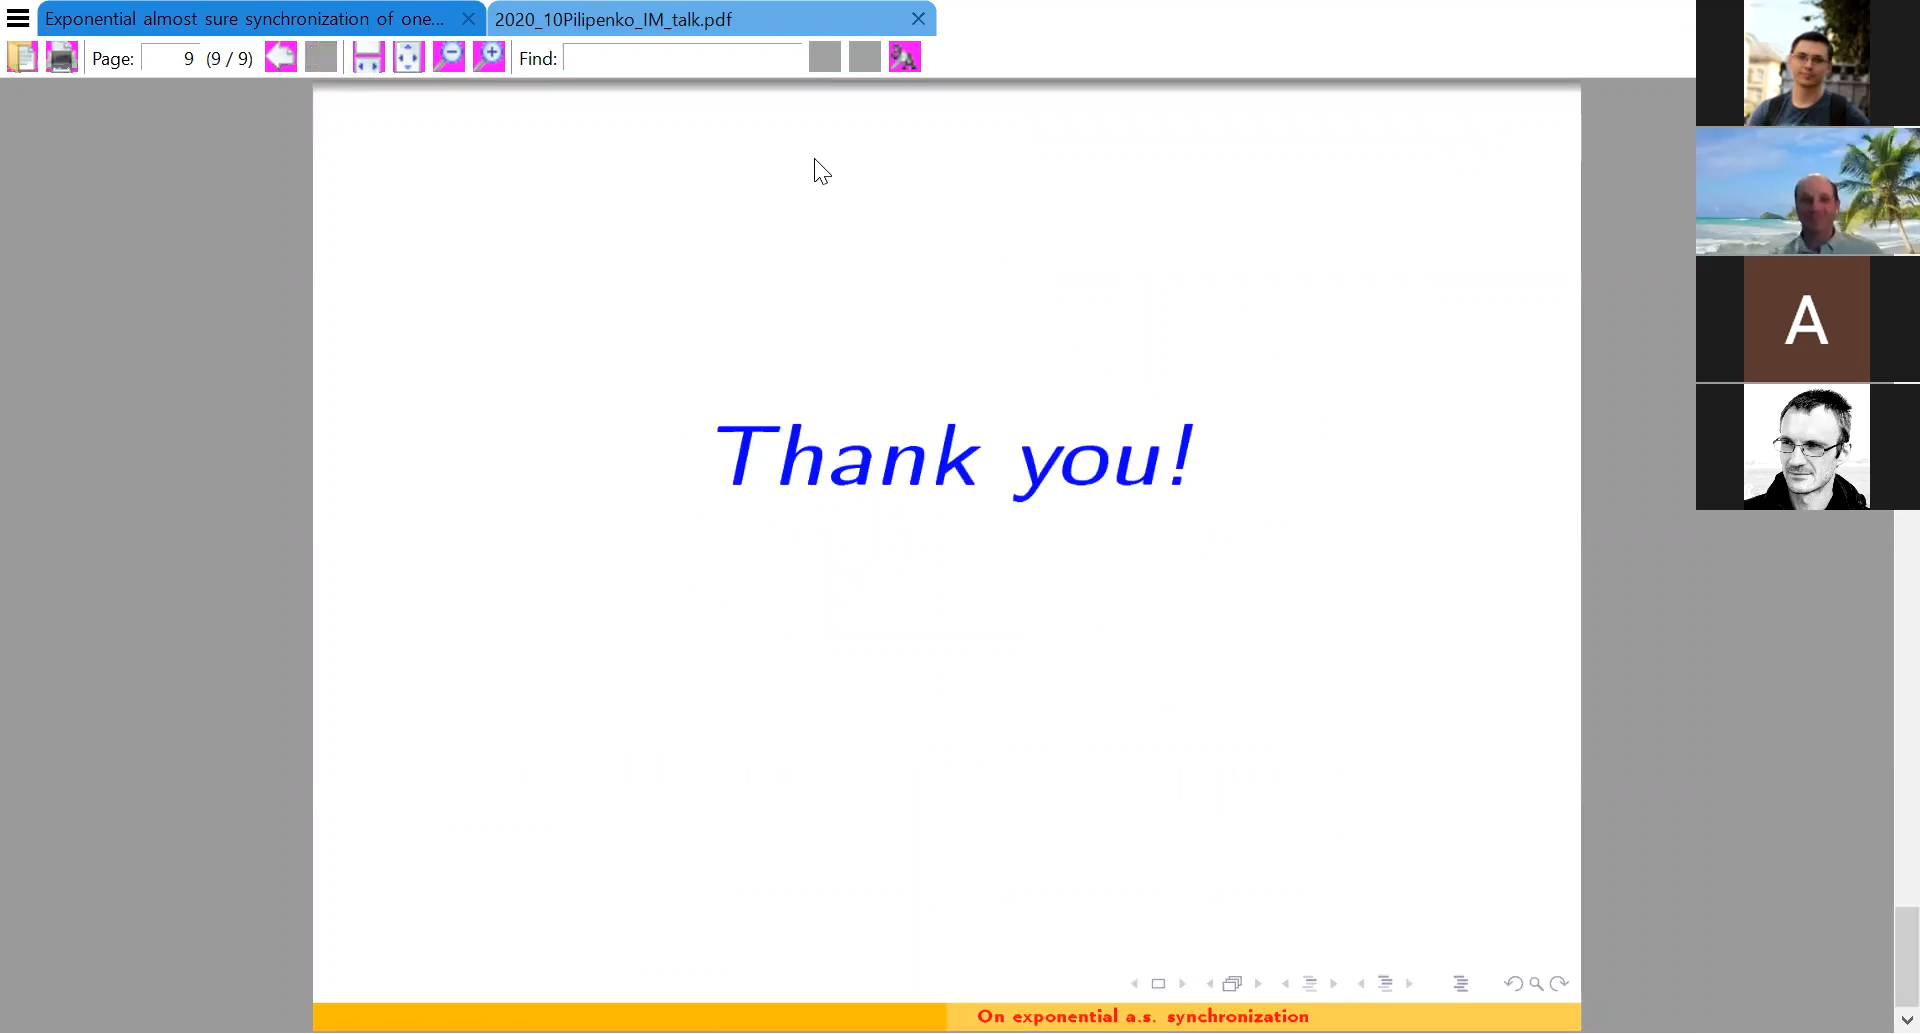 Exponential almost sure synchronization of one...
2020_10Pilipenko_IM_talk.pdf
Page: 9 (9 / 9) Find:
A
Thank you!
On exponential a.s. synchronization